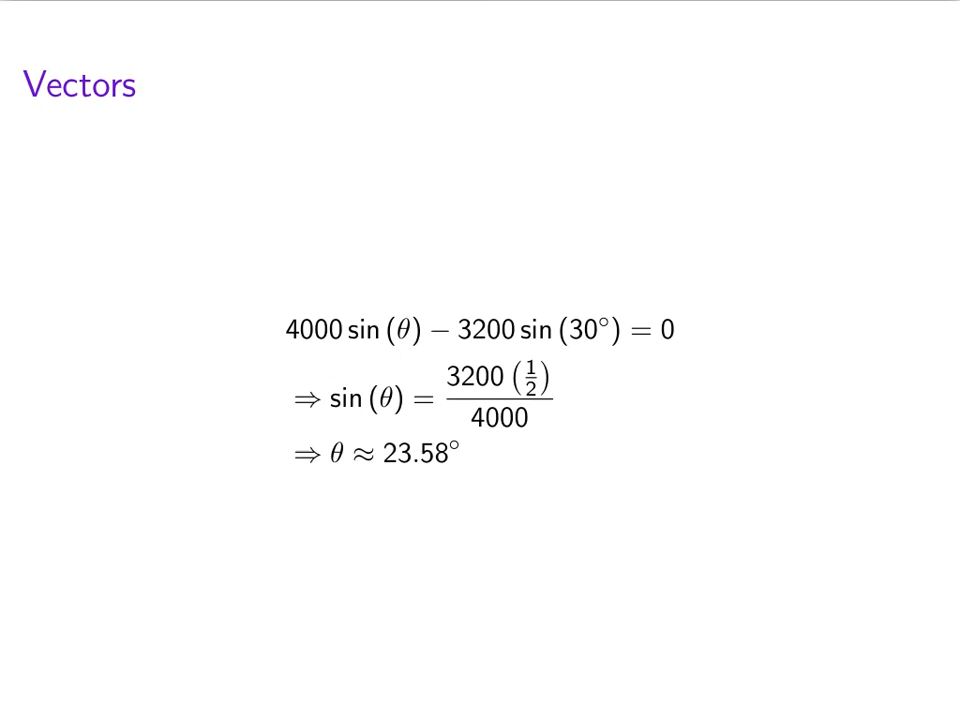 Vectors
4000 sin (θ) − 3200 sin (30°) = 0
⇒ sin (θ) = 3200 (1/2) / 4000
⇒ θ ≈ 23.58°